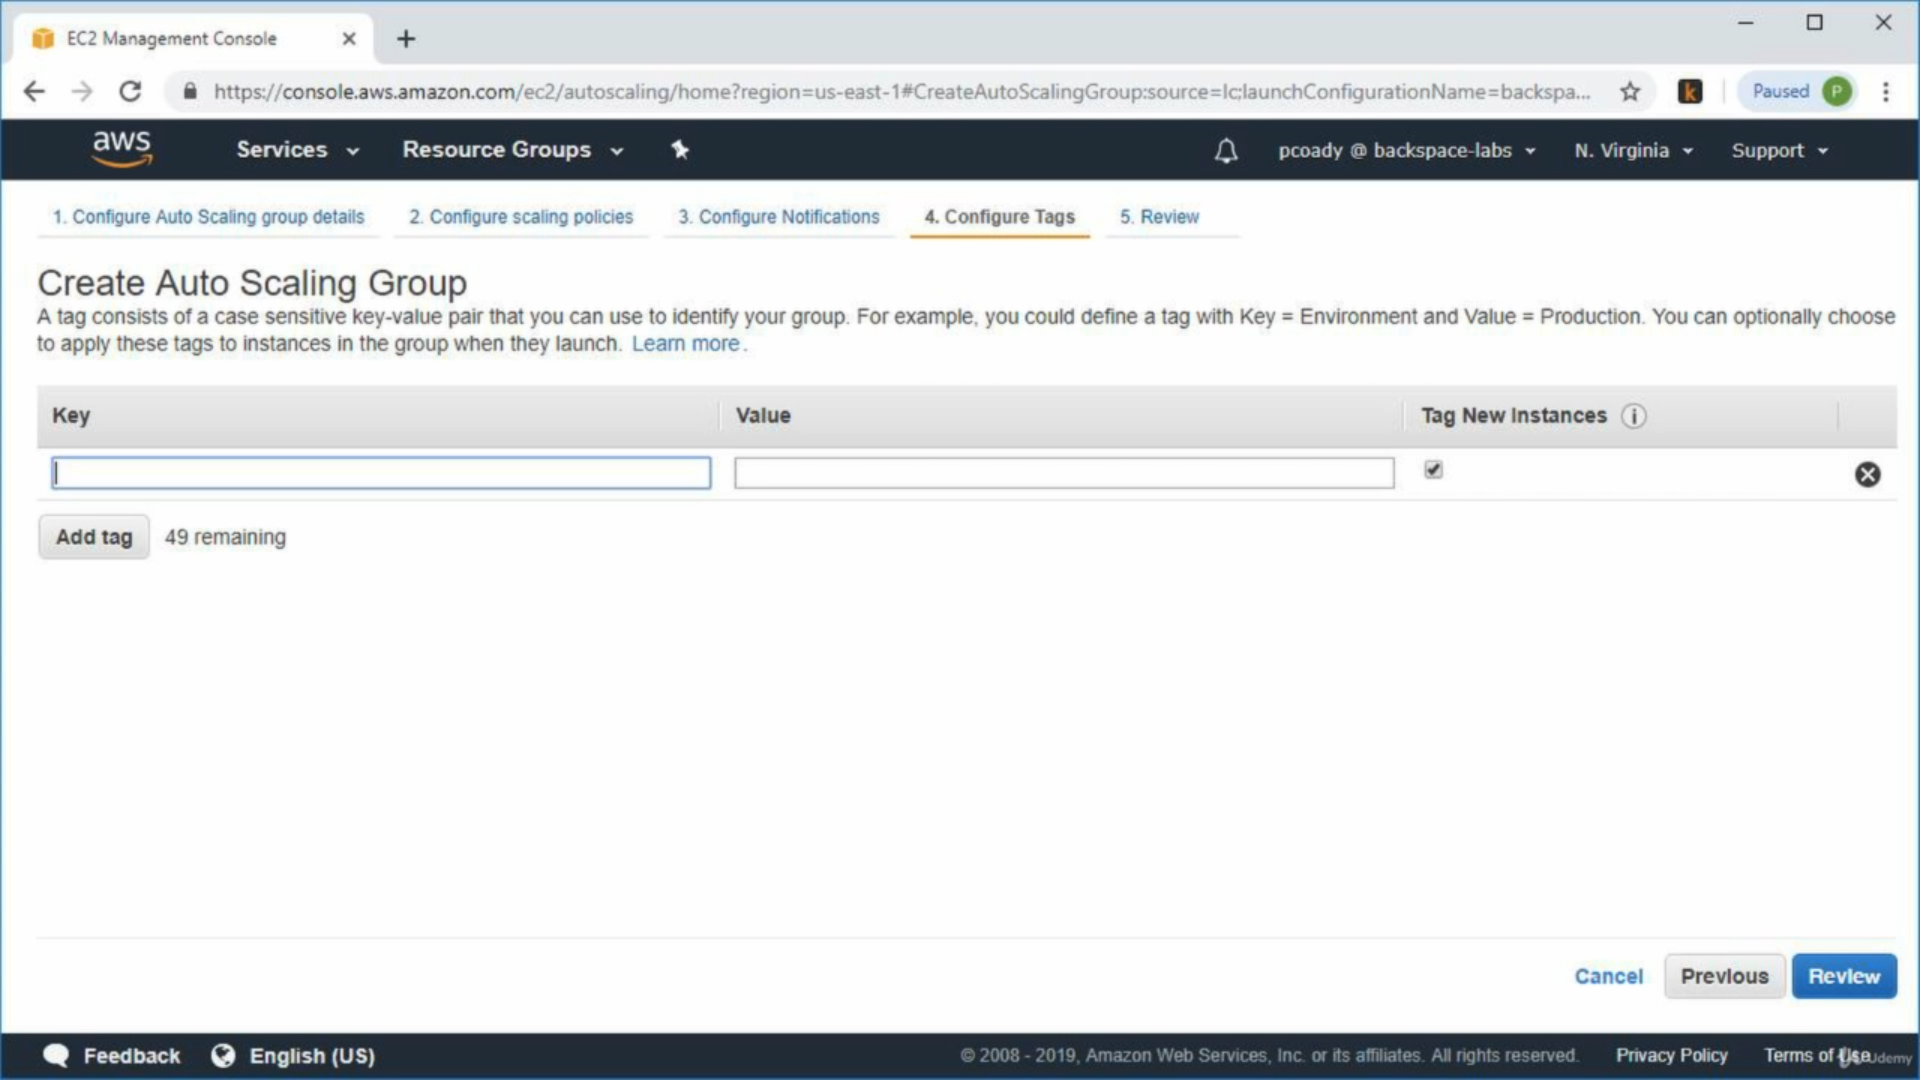 EC2 Management Console
https://console.aws.amazon.com/ec2/autoscaling/home?region=us-east-1#CreateAutoScalingGroup:source=lc;launchConfigurationName=backspa...
k
Paused P
aws Services Resource Groups pcoady @ backspace-labs N. Virginia Support
1. Configure Auto Scaling group details 2. Configure scaling policies 3. Configure Notifications 4. Configure Tags 5. Review
Create Auto Scaling Group
A tag consists of a case sensitive key-value pair that you can use to identify your group. For example, you could define a tag with Key = Environment and Value = Production. You can optionally choose
to apply these tags to instances in the group when they launch. Learn more.
Key Value Tag New Instances i
Add tag 49 remaining
Cancel Previous Review
Feedback English (US) © 2008 - 2019, Amazon Web Services, Inc. or its affiliates. All rights reserved. Privacy Policy Terms of Use
Udemy